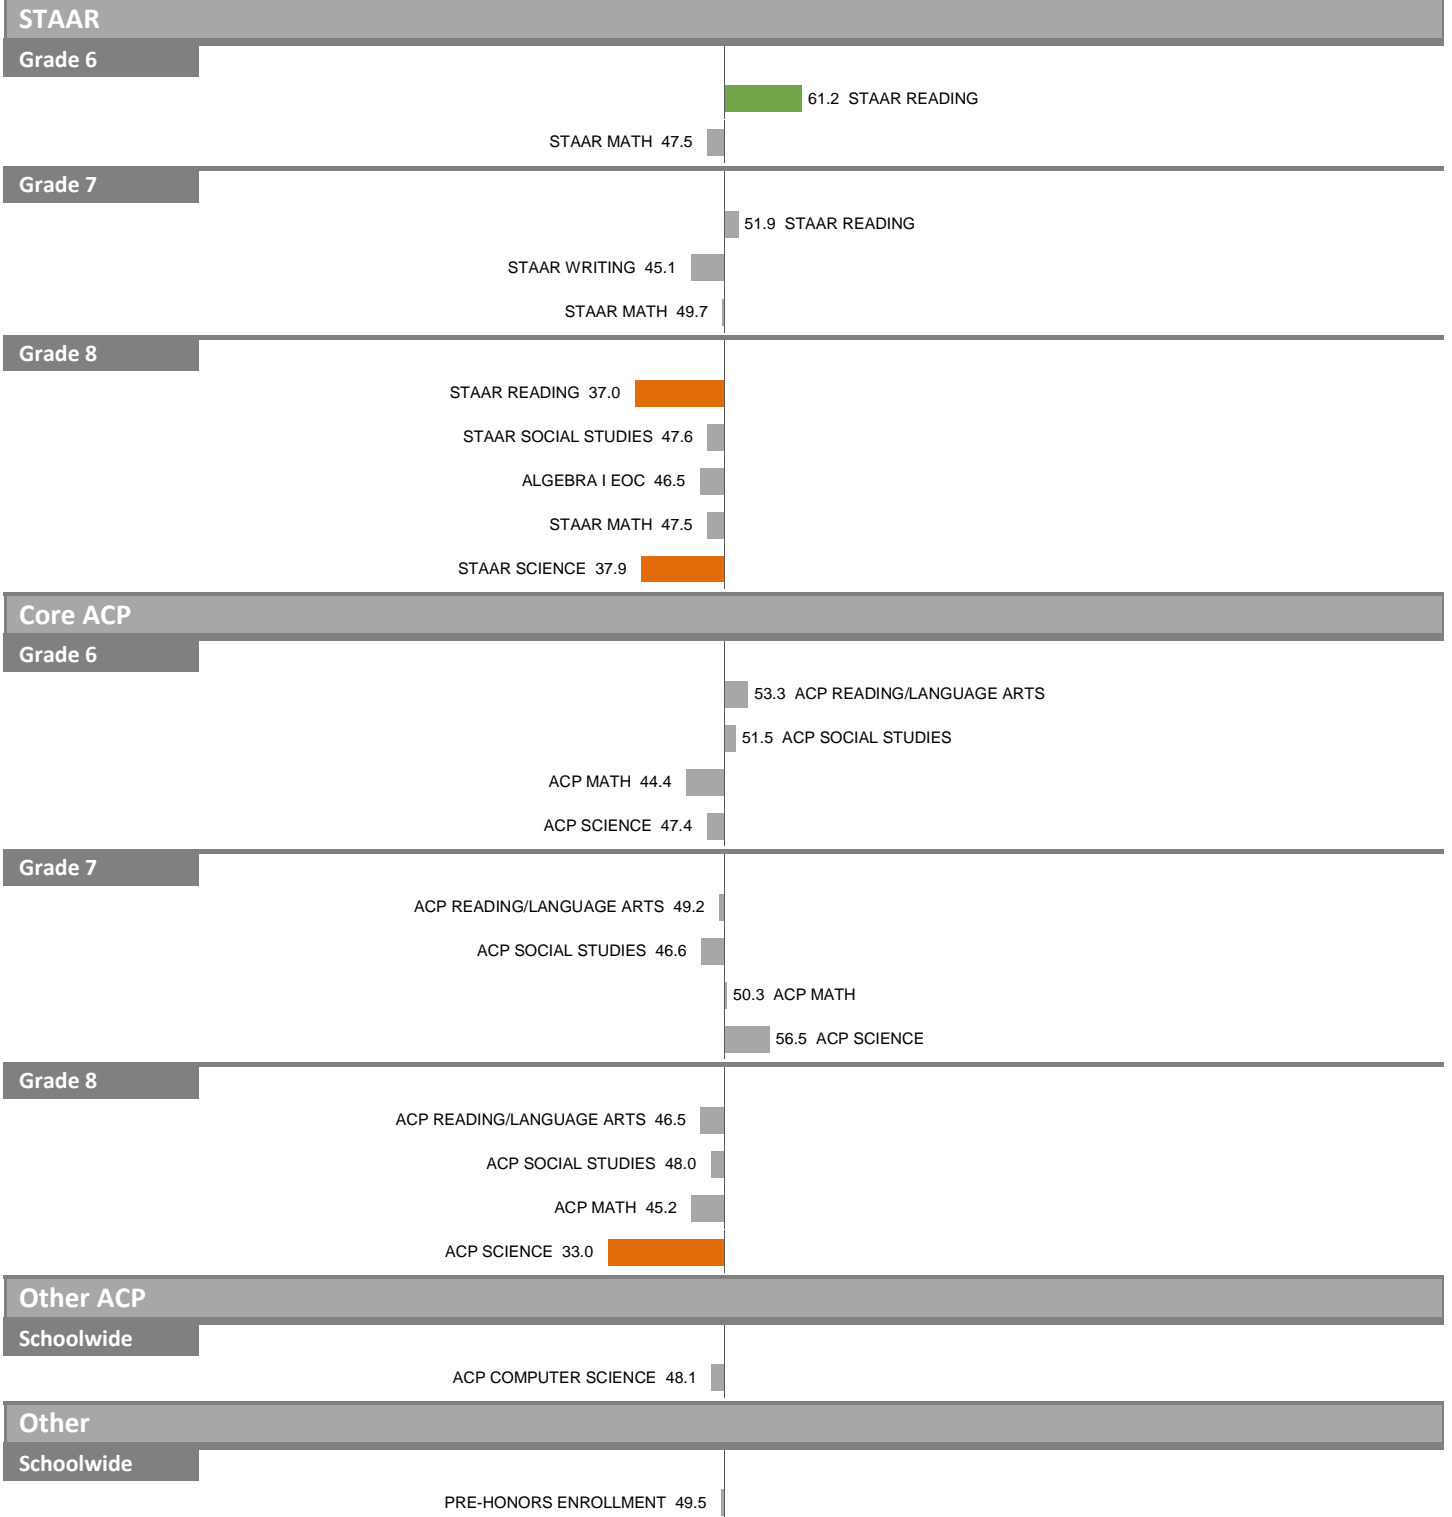 STAAR
Grade 6
61.2 STAAR READING
STAAR MATH 47.5
Grade 7
51.9 STAAR READING
STAAR WRITING 45.1
STAAR MATH 49.7
Grade 8
STAAR READING 37.0
STAAR SOCIAL STUDIES 47.6
ALGEBRA I EOC 46.5
STAAR MATH 47.5
STAAR SCIENCE 37.9
Core ACP
Grade 6
53.3 ACP READING/LANGUAGE ARTS
51.5 ACP SOCIAL STUDIES
ACP MATH 44.4
ACP SCIENCE 47.4
Grade 7
ACP READING/LANGUAGE ARTS 49.2
ACP SOCIAL STUDIES 46.6
50.3 ACP MATH
56.5 ACP SCIENCE
Grade 8
ACP READING/LANGUAGE ARTS 46.5
ACP SOCIAL STUDIES 48.0
ACP MATH 45.2
ACP SCIENCE 33.0
Other ACP
Schoolwide
ACP COMPUTER SCIENCE 48.1
Other
Schoolwide
PRE-HONORS ENROLLMENT 49.5